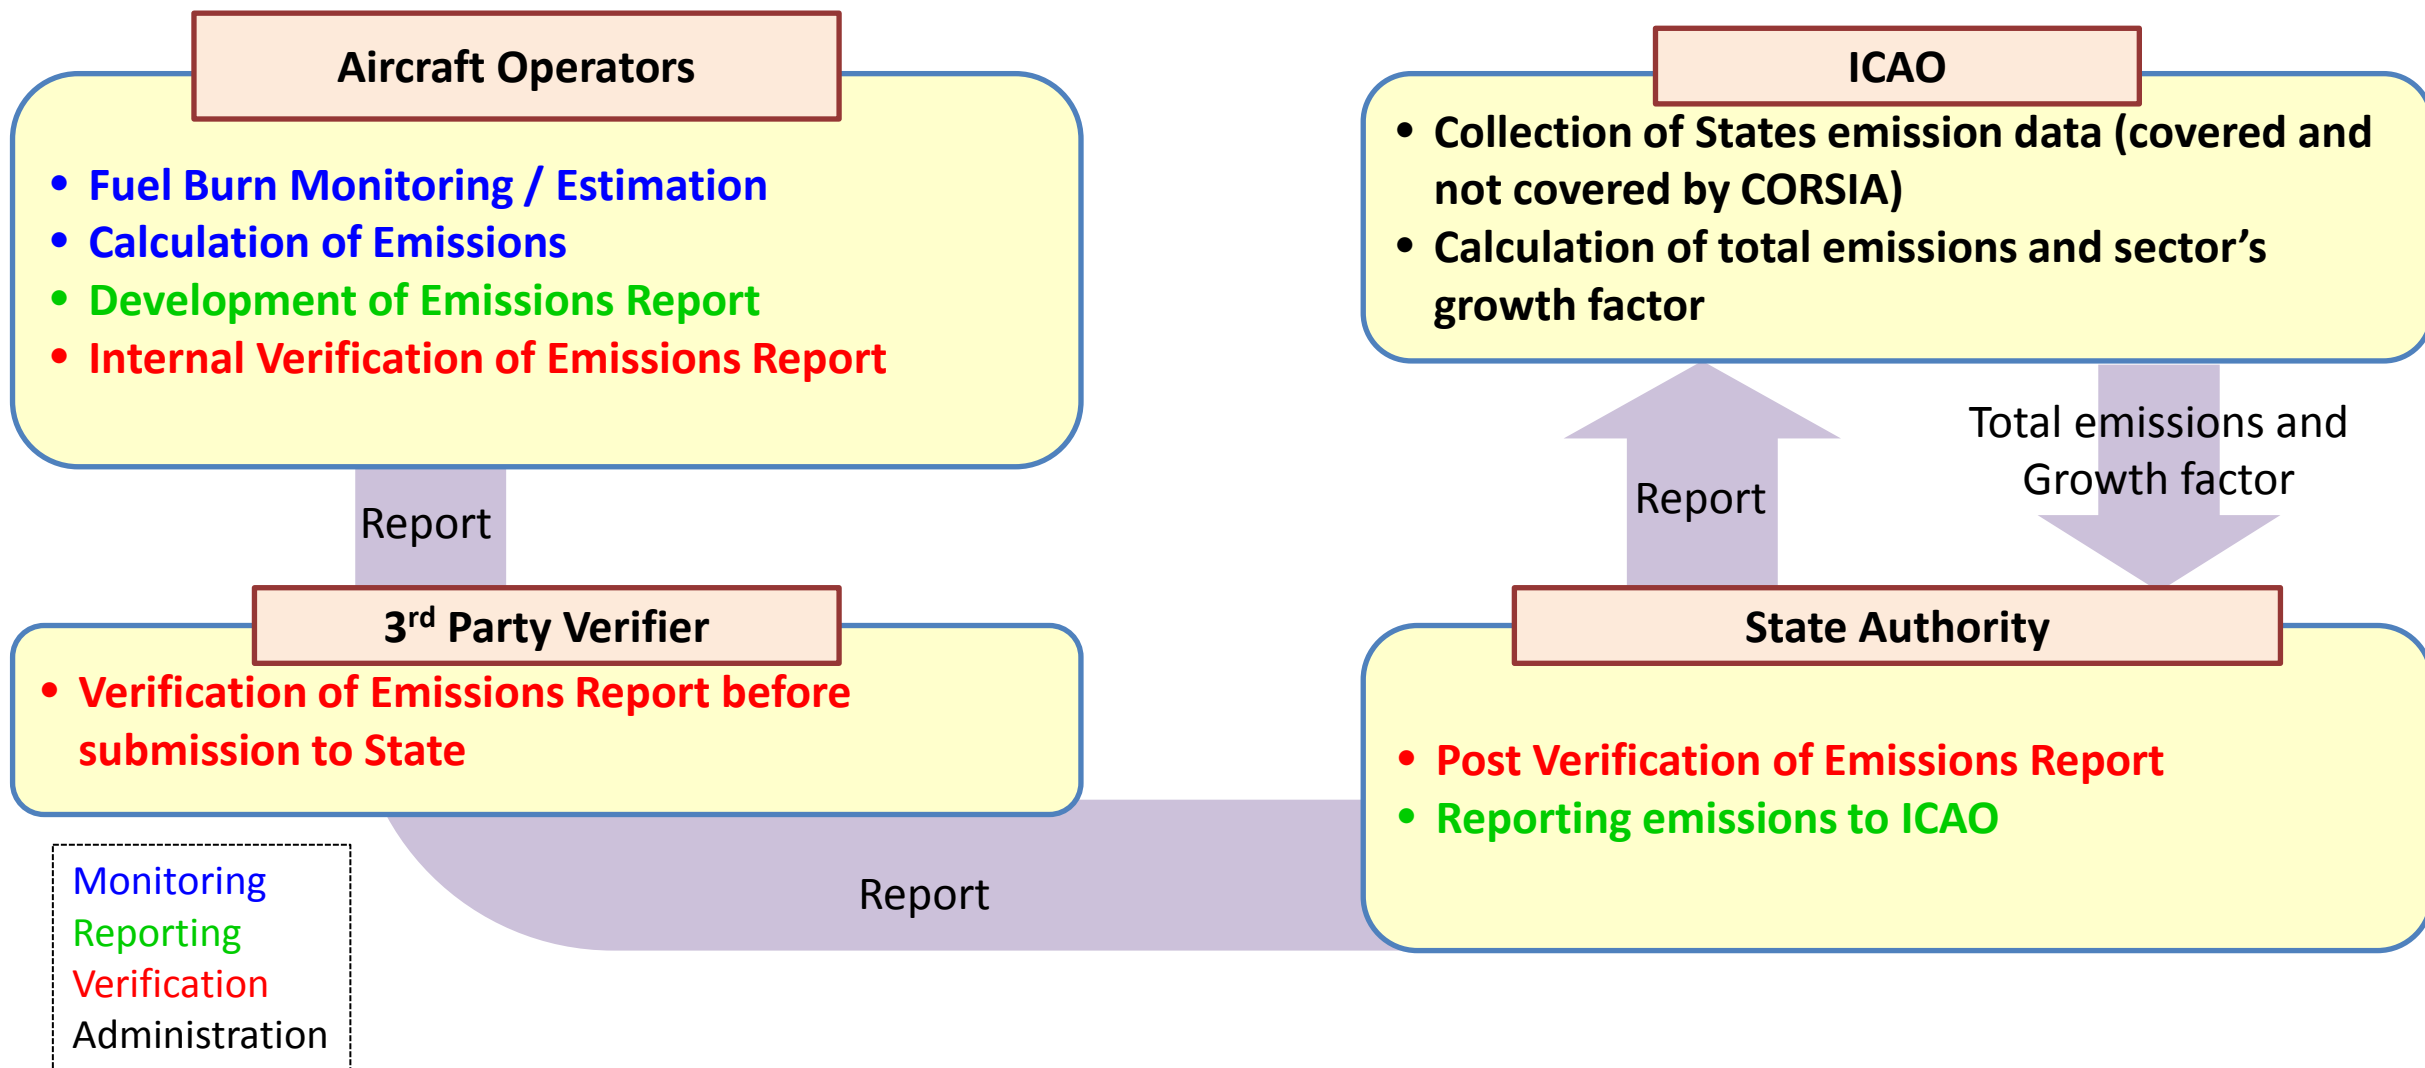 Aircraft Operators
• Fuel Burn Monitoring / Estimation
• Calculation of Emissions
• Development of Emissions Report
• Internal Verification of Emissions Report
Report
3rd Party Verifier
• Verification of Emissions Report before
submission to State
Report
ICAO
• Collection of States emission data (covered and
not covered by CORSIA)
• Calculation of total emissions and sector’s
growth factor
Report
Total emissions and
Growth factor
State Authority
• Post Verification of Emissions Report
• Reporting emissions to ICAO
Monitoring
Reporting
Verification
Administration